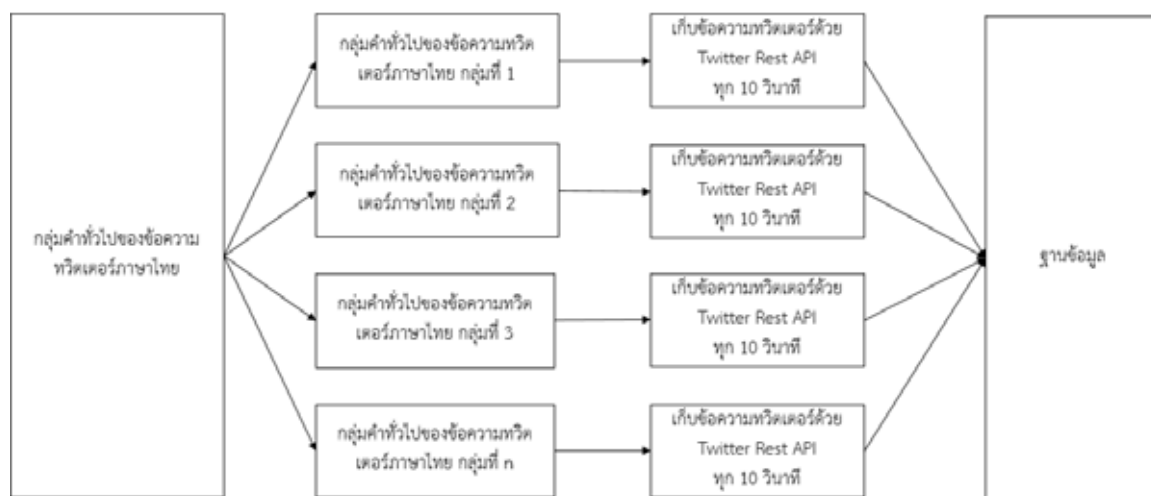 กลุ่มคำทั่วไปของข้อความ
ทวิตเตอร์ภาษาไทย
กลุ่มคำทั่วไปของข้อความทวิต
เตอร์ภาษาไทย กลุ่มที่ 1
เก็บข้อความทวิตเตอร์ด้วย
Twitter Rest API
ทุก 10 วินาที
กลุ่มคำทั่วไปของข้อความทวิต
เตอร์ภาษาไทย กลุ่มที่ 2
เก็บข้อความทวิตเตอร์ด้วย
Twitter Rest API
ทุก 10 วินาที
กลุ่มคำทั่วไปของข้อความทวิต
เตอร์ภาษาไทย กลุ่มที่ 3
เก็บข้อความทวิตเตอร์ด้วย
Twitter Rest API
ทุก 10 วินาที
กลุ่มคำทั่วไปของข้อความทวิต
เตอร์ภาษาไทย กลุ่มที่ n
เก็บข้อความทวิตเตอร์ด้วย
Twitter Rest API
ทุก 10 วินาที
ฐานข้อมูล